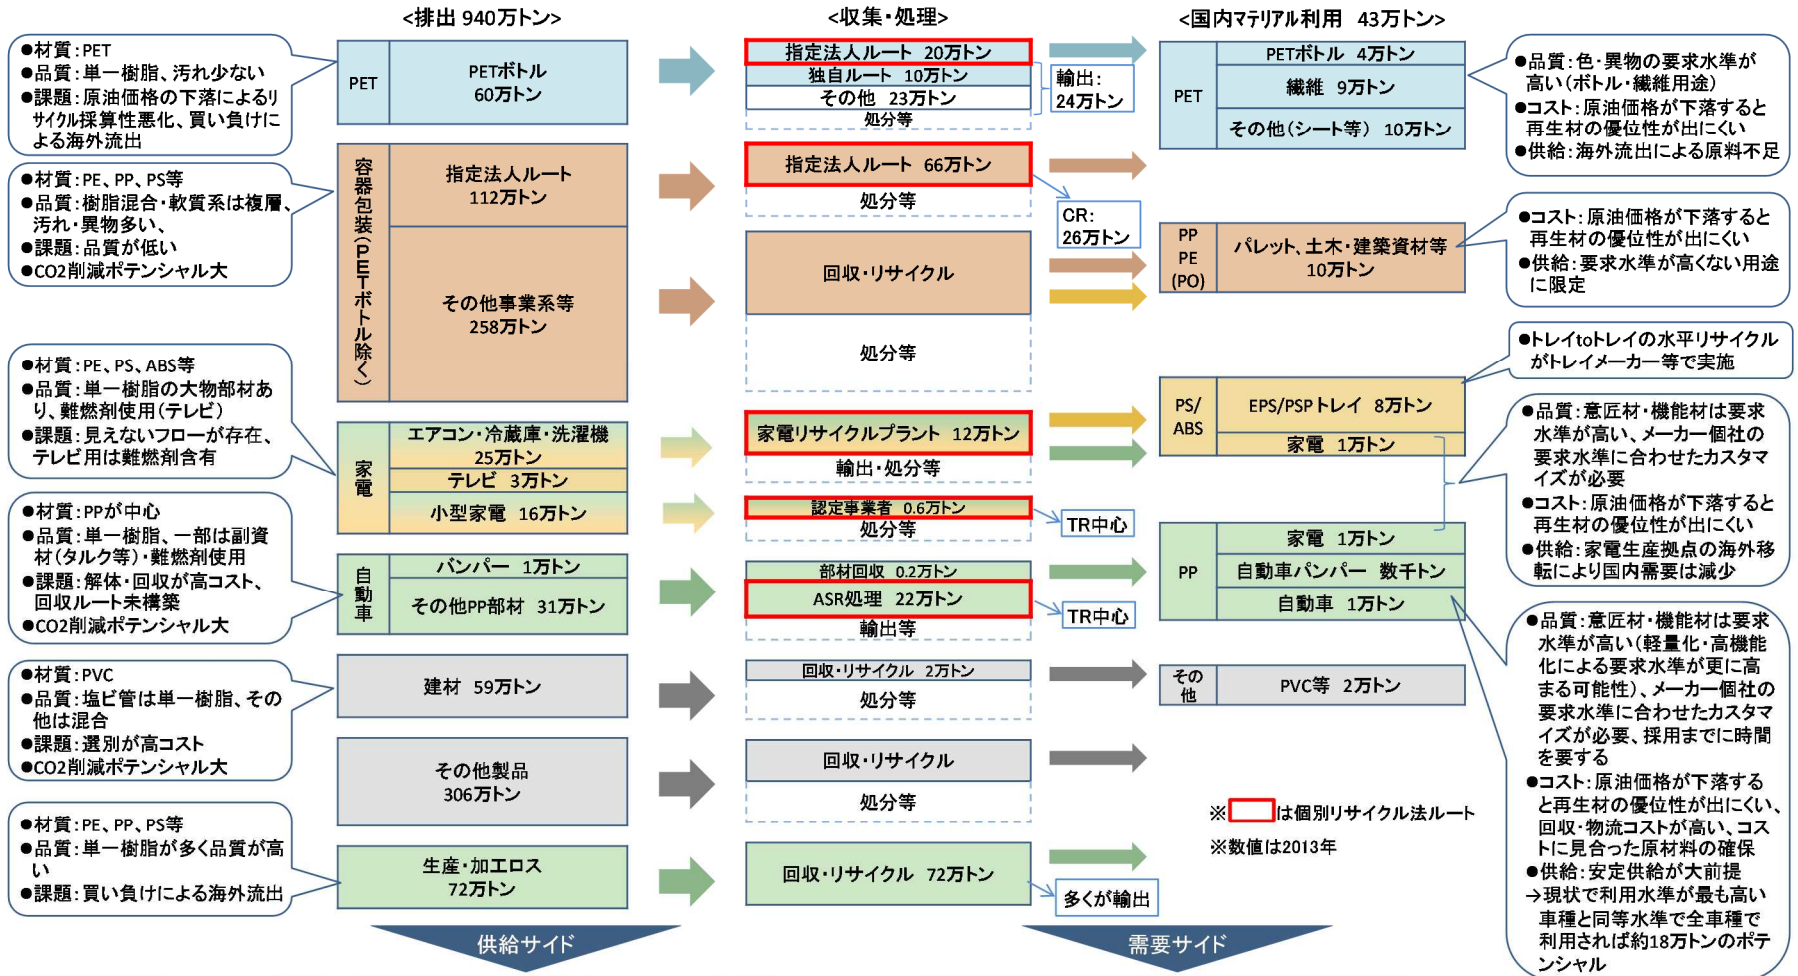 <排出 940万トン>
<収集・処理>
<国内マテリアル利用 43万トン>
●材質：PET
●品質：単一樹脂、汚れ少ない
●課題：原油価格の下落によるリ
サイクル採算性悪化、買い負けに
よる海外流出
●材質：PE、PP、PS等
●品質：樹脂混合・軟質系は複層、
汚れ・異物多い、
●課題：品質が低い
●CO2削減ポテンシャル大
●材質：PE、PS、ABS等
●品質：単一樹脂の大物部材あ
り、難燃剤使用（テレビ）
●課題：見えないフローが存在、
テレビ用は難燃剤含有
●材質：PPが中心
●品質：単一樹脂、一部は副資
材（タルク等）・難燃剤使用
●課題：解体・回収が高コスト、
回収ルート未構築
●CO2削減ポテンシャル大
●材質：PVC
●品質：塩ビ管は単一樹脂、その
他は混合
●課題：選別が高コスト
●CO2削減ポテンシャル大
●材質：PE、PP、PS等
●品質：単一樹脂が多く品質が高
い
●課題：買い負けによる海外流出
PET
PETボトル
60万トン
容器包装（PETボトル除く）
指定法人ルート
112万トン
その他事業系等
258万トン
家電
エアコン・冷蔵庫・洗濯機
25万トン
テレビ 3万トン
小型家電 16万トン
自動車
バンパー 1万トン
その他PP部材 31万トン
建材 59万トン
その他製品
306万トン
生産・加工ロス
72万トン
供給サイド
指定法人ルート 20万トン
独自ルート 10万トン
その他 23万トン
処分等
輸出：
24万トン
指定法人ルート 66万トン
処分等
CR：
26万トン
回収・リサイクル
処分等
家電リサイクルプラント 12万トン
輸出・処分等
認定事業者 0.6万トン
処分等
TR中心
部材回収 0.2万トン
ASR処理 22万トン
輸出等
TR中心
回収・リサイクル 2万トン
処分等
回収・リサイクル
処分等
回収・リサイクル 72万トン
多くが輸出
PET
PETボトル 4万トン
繊維 9万トン
その他（シート等） 10万トン
PP
PE
(PO)
パレット、土木・建築資材等
10万トン
PS/
ABS
EPS/PSPトレイ 8万トン
家電 1万トン
PP
家電 1万トン
自動車バンパー 数千トン
自動車 1万トン
その
他
PVC等 2万トン
※ は個別リサイクル法ルート
※数値は2013年
需要サイド
●品質：色・異物の要求水準が
高い（ボトル・繊維用途）
●コスト：原油価格が下落すると
再生材の優位性が出にくい
●供給：海外流出による原料不足
●コスト：原油価格が下落すると
再生材の優位性が出にくい
●供給：要求水準が高くない用途
に限定
●トレイtoトレイの水平リサイクル
がトレイメーカー等で実施
●品質：意匠材・機能材は要求
水準が高い、メーカー個社の
要求水準に合わせたカスタマ
イズが必要
●コスト：原油価格が下落すると
再生材の優位性が出にくい
●供給：家電生産拠点の海外移
転により国内需要は減少
●品質：意匠材・機能材は要求
水準が高い（軽量化・高機能
化による要求水準が更に高
まる可能性）、メーカー個社の
要求水準に合わせたカスタマ
イズが必要、採用までに時間
を要する
●コスト：原油価格が下落する
と再生材の優位性が出にくい、
回収・物流コストが高い、コス
トに見合った原材料の確保
●供給：安定供給が大前提
→現状で利用水準が最も高い
車種と同等水準で全車種で
利用されれば約18万トンのポテ
ンシャル